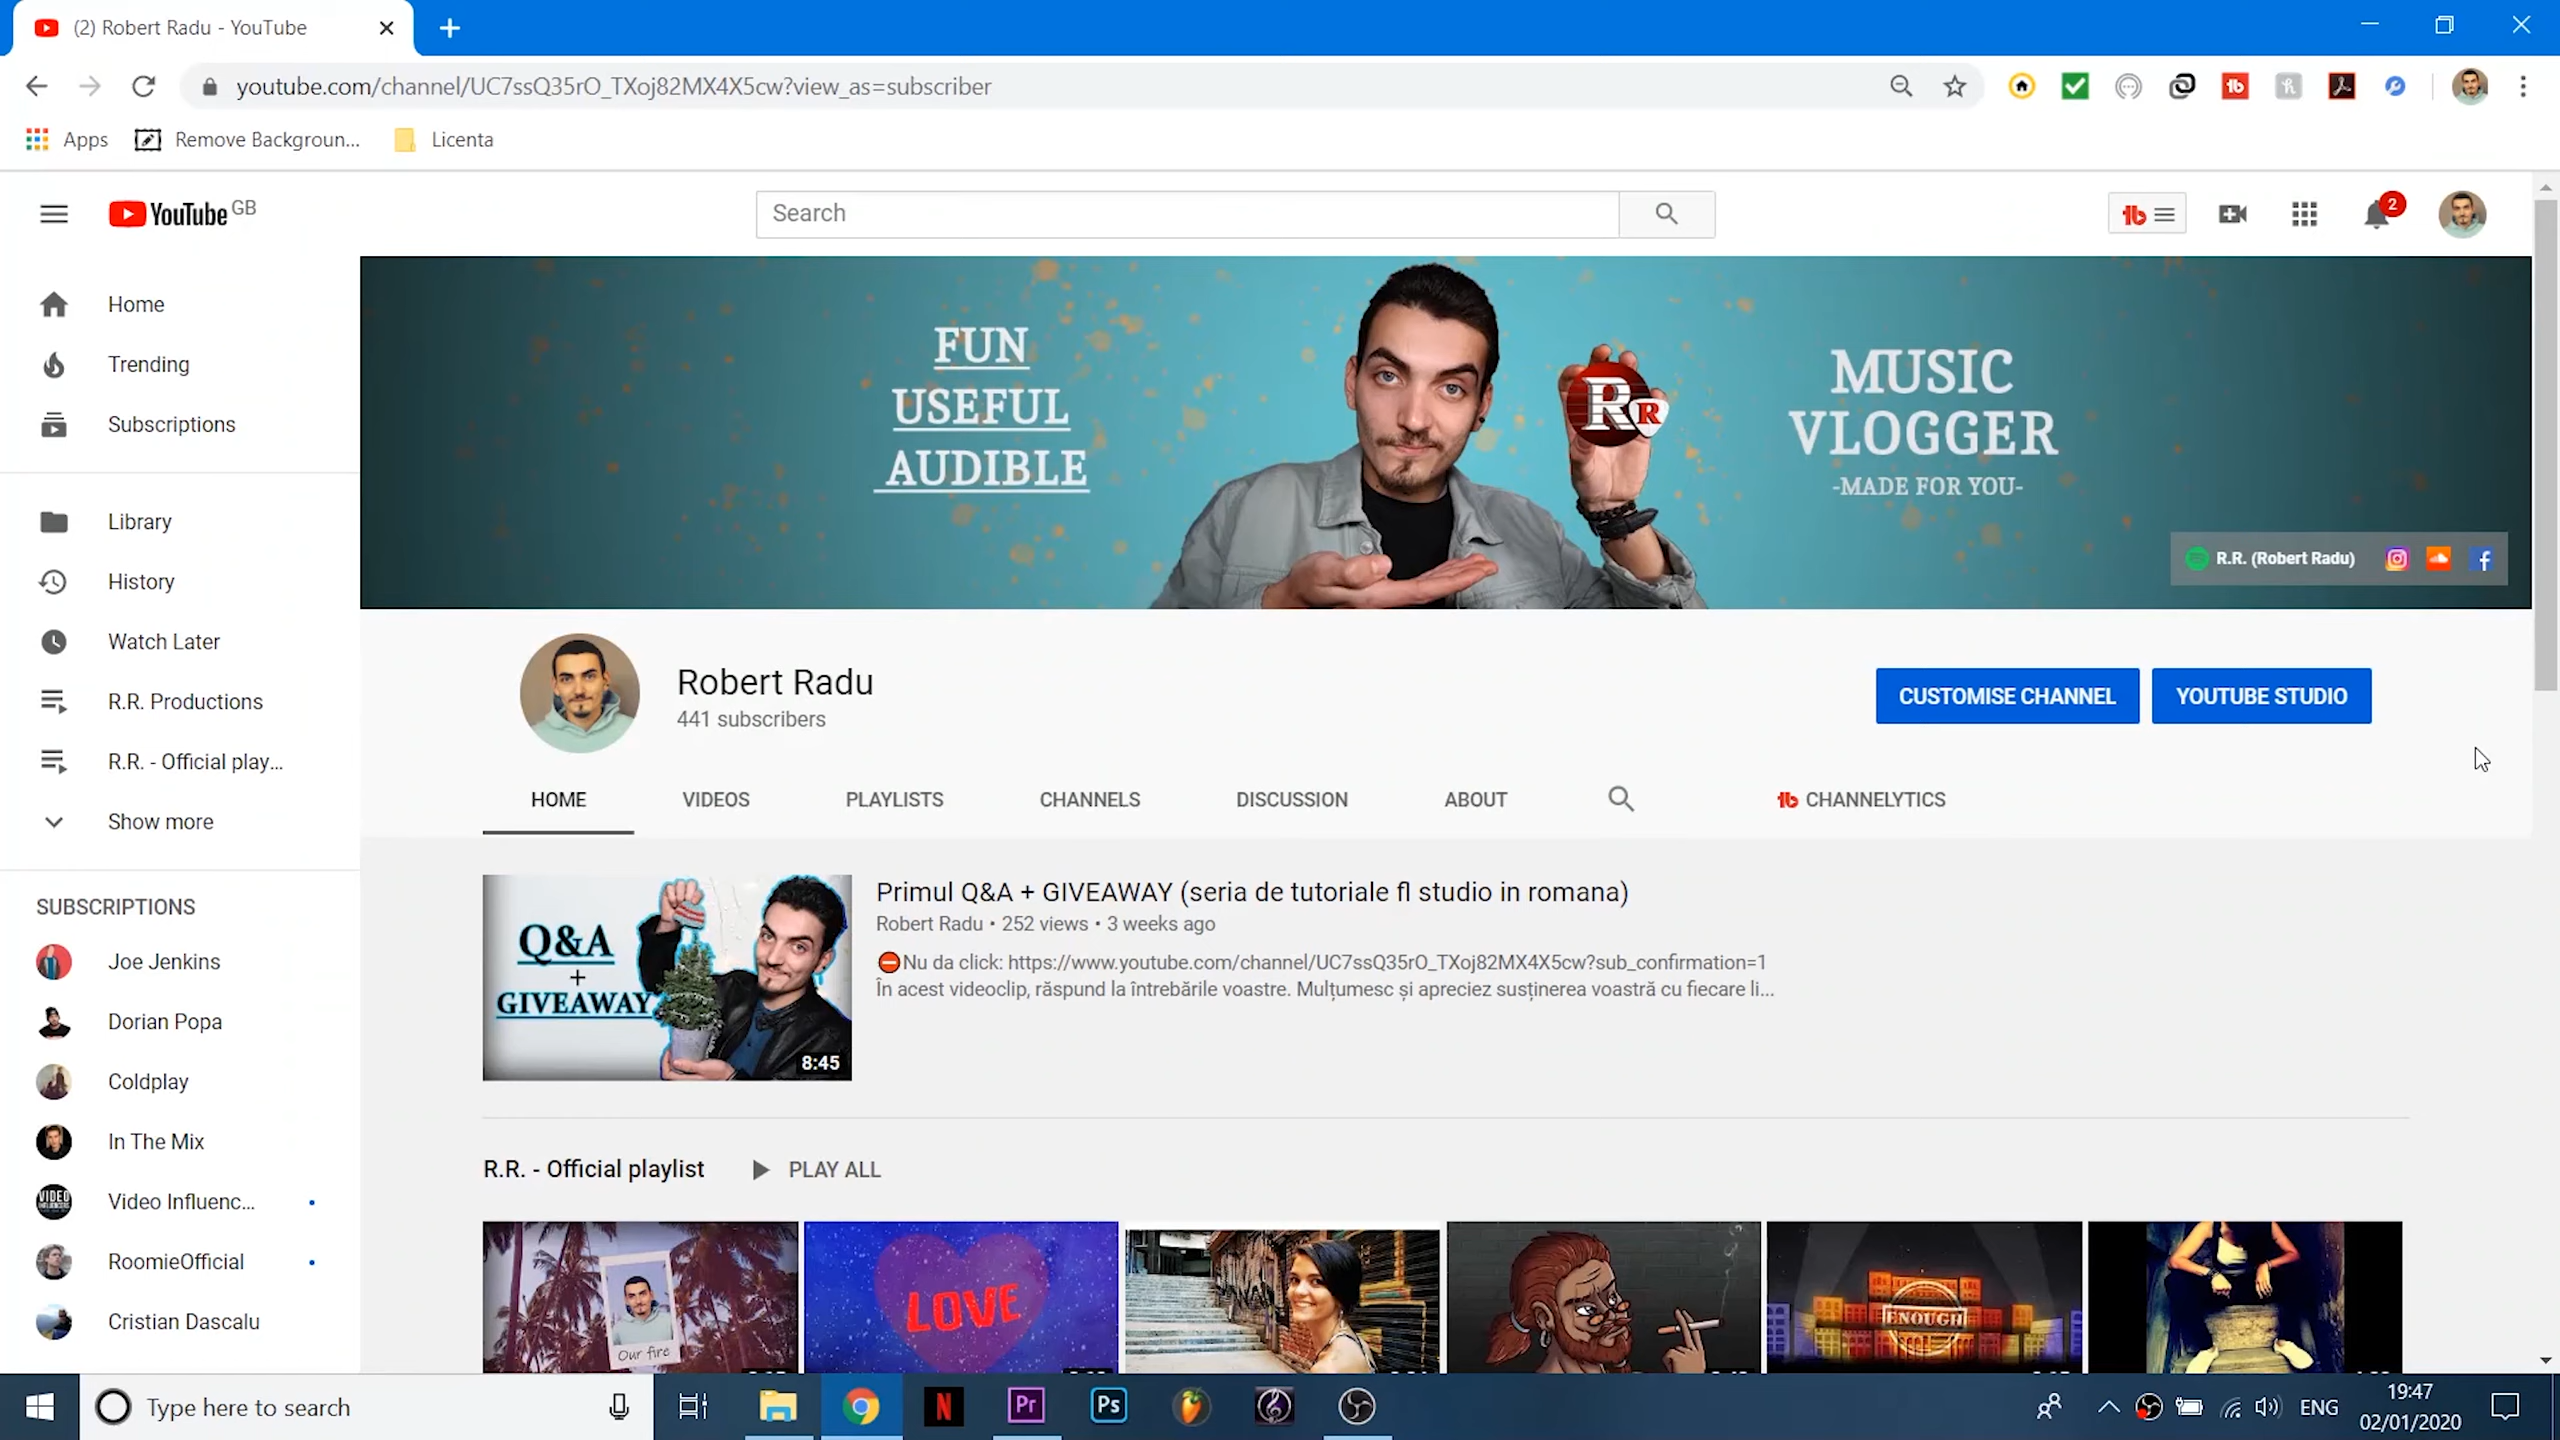 (2) Robert Radu - YouTube
youtube.com/channel/UC7ssQ35rO_TXoj82MX4X5cw?view_as=subscriber
Apps
Remove Backgroun...
Licenta
YouTube GB
Search
2
Home
Trending
Subscriptions
Library
History
Watch Later
R.R. Productions
R.R. - Official play...
Show more
SUBSCRIPTIONS
Joe Jenkins
Dorian Popa
Coldplay
In The Mix
Video Influenc...
RoomieOfficial
Cristian Dascalu
FUN
USEFUL
AUDIBLE
R R
MUSIC
VLOGGER
-MADE FOR YOU-
R.R. (Robert Radu)
Robert Radu
441 subscribers
CUSTOMISE CHANNEL
YOUTUBE STUDIO
HOME
VIDEOS
PLAYLISTS
CHANNELS
DISCUSSION
ABOUT
CHANNELYTICS
Q&A
+
GIVEAWAY
8:45
Primul Q&A + GIVEAWAY (seria de tutoriale fl studio in romana)
Robert Radu • 252 views • 3 weeks ago
⛔Nu da click: https://www.youtube.com/channel/UC7ssQ35rO_TXoj82MX4X5cw?sub_confirmation=1
În acest videoclip, răspund la întrebările voastre. Mulțumesc și apreciez susținerea voastră cu fiecare li...
R.R. - Official playlist
PLAY ALL
Our fire
LOVE
ENOUGH
Type here to search
N
Pr
Ps
ENG
19:47
02/01/2020